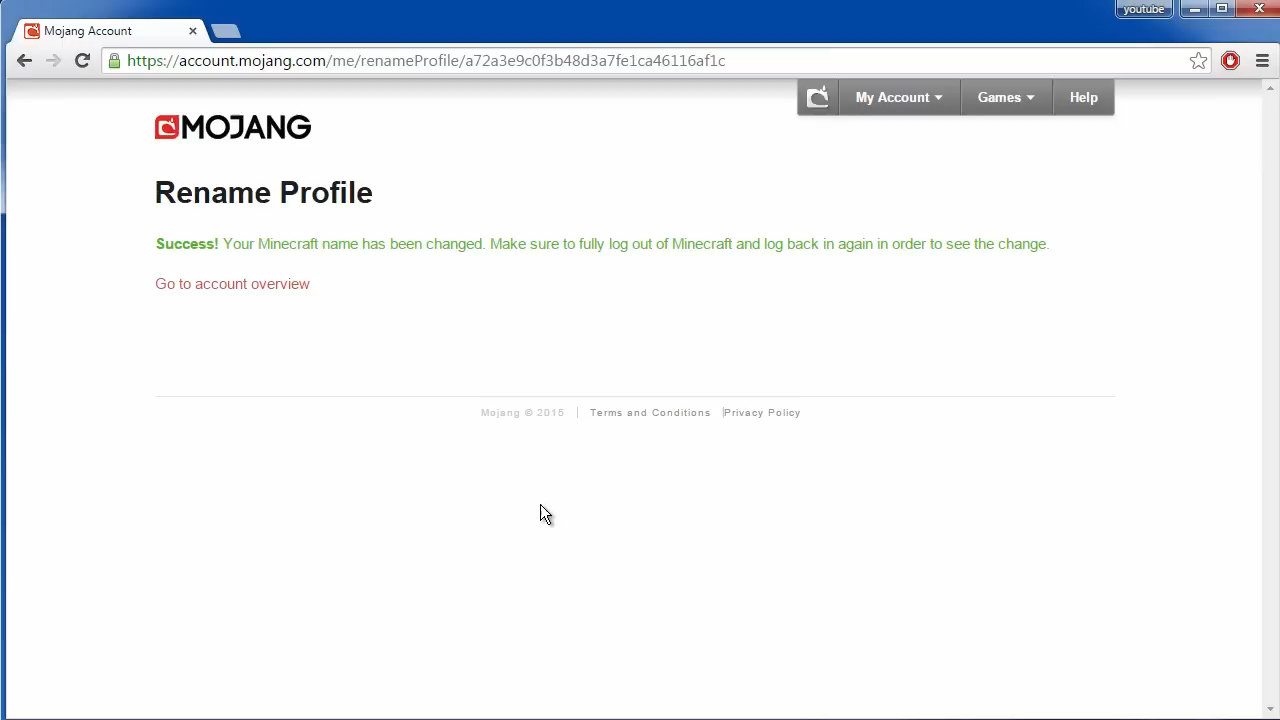 youtube
Mojang Account
https://account.mojang.com/me/renameProfile/a72a3e9c0f3b48d3a7fe1ca46116af1c
My Account Games Help
MOJANG
Rename Profile
Success! Your Minecraft name has been changed. Make sure to fully log out of Minecraft and log back in again in order to see the change.
Go to account overview
Mojang © 2015 | Terms and Conditions | Privacy Policy